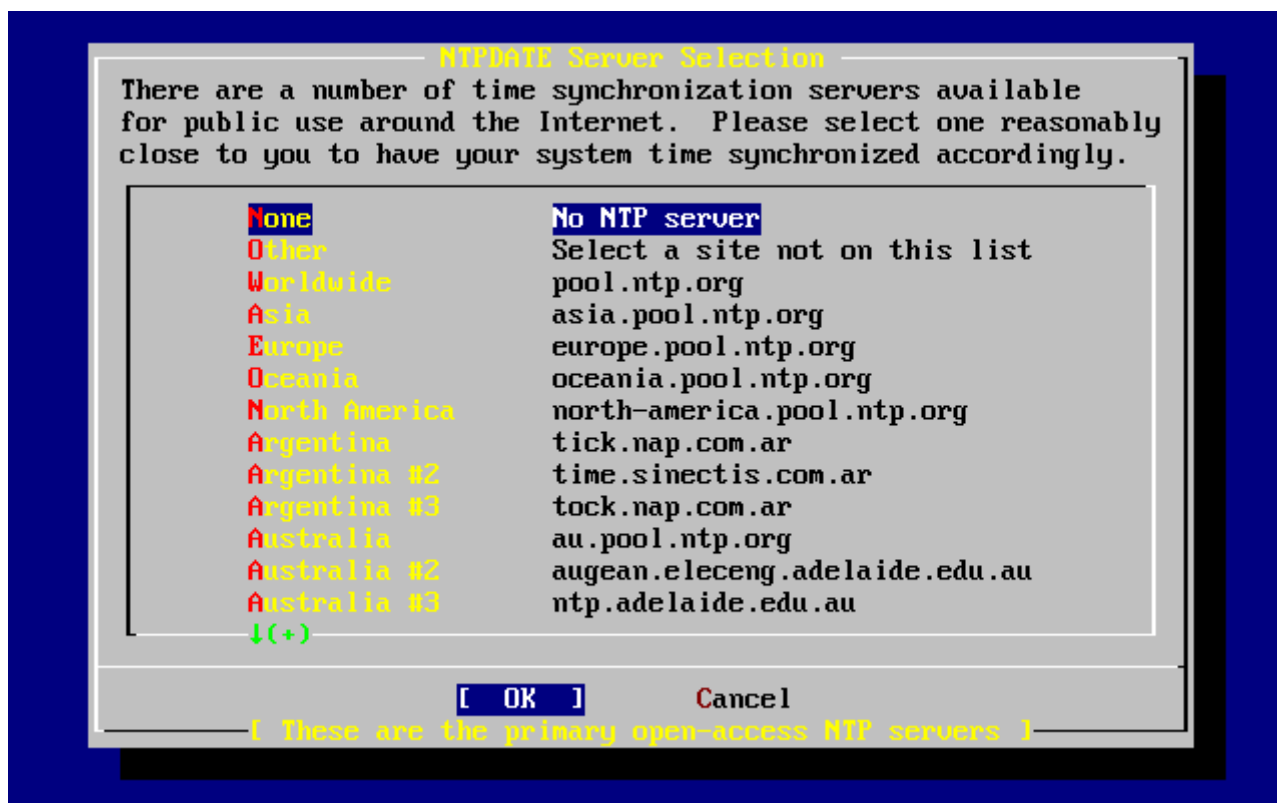 NTPDATE Server Selection
There are a number of time synchronization servers available
for public use around the Internet.  Please select one reasonably
close to you to have your system time synchronized accordingly.
None No NTP server
Other Select a site not on this list
Worldwide pool.ntp.org
Asia asia.pool.ntp.org
Europe europe.pool.ntp.org
Oceania oceania.pool.ntp.org
North America north-america.pool.ntp.org
Argentina tick.nap.com.ar
Argentina #2 time.sinectis.com.ar
Argentina #3 tock.nap.com.ar
Australia au.pool.ntp.org
Australia #2 augean.eleceng.adelaide.edu.au
Australia #3 ntp.adelaide.edu.au
↓(+)
[ OK ] Cancel
[ These are the primary open-access NTP servers ]